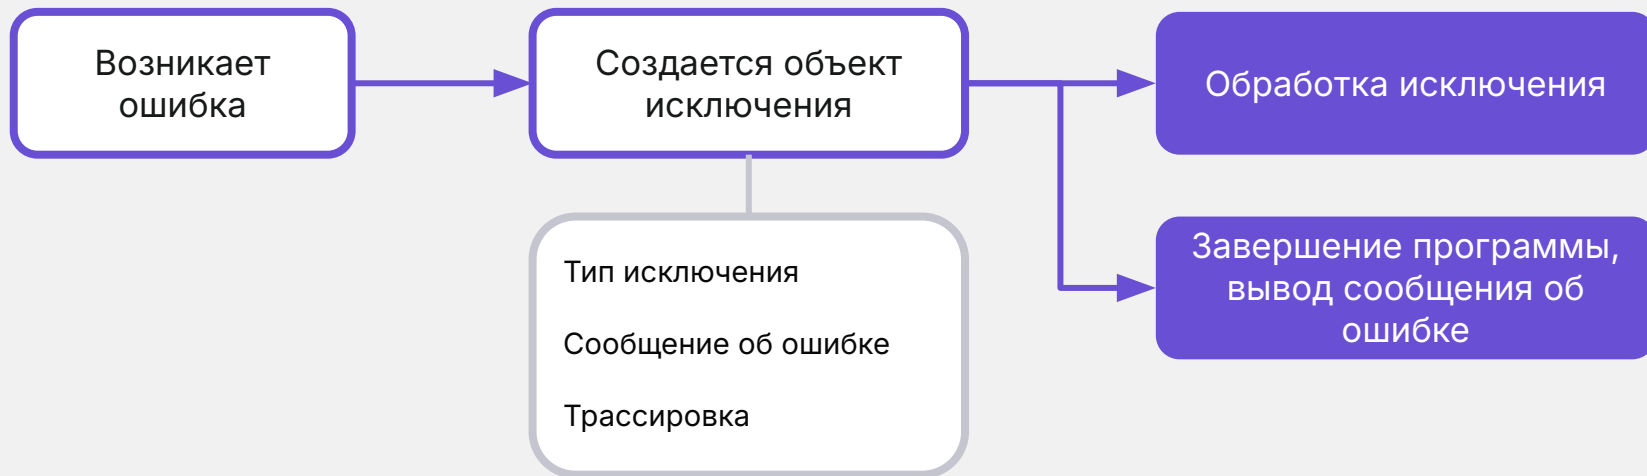 Возникает
ошибка
Создается объект
исключения
Обработка исключения
Завершение программы,
вывод сообщения об
ошибке
Тип исключения
Сообщение об ошибке
Трассировка